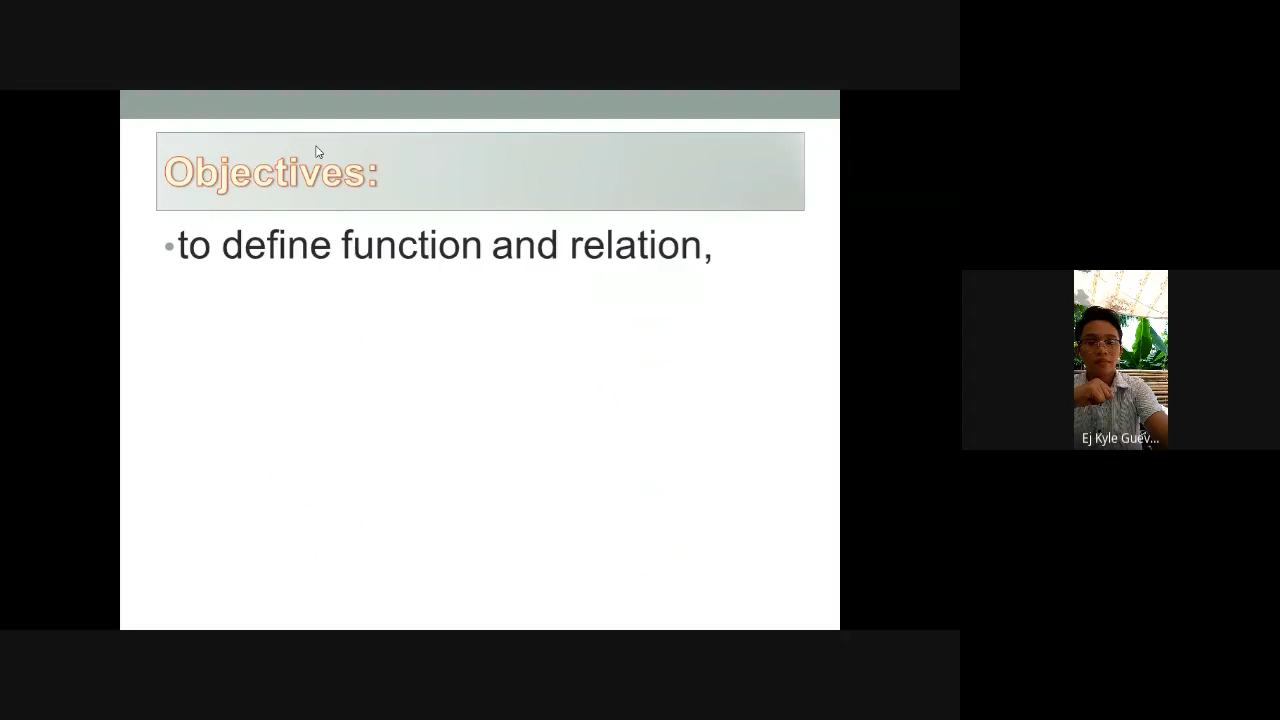 Objectives:
•to define function and relation,
Ej Kyle Guev...